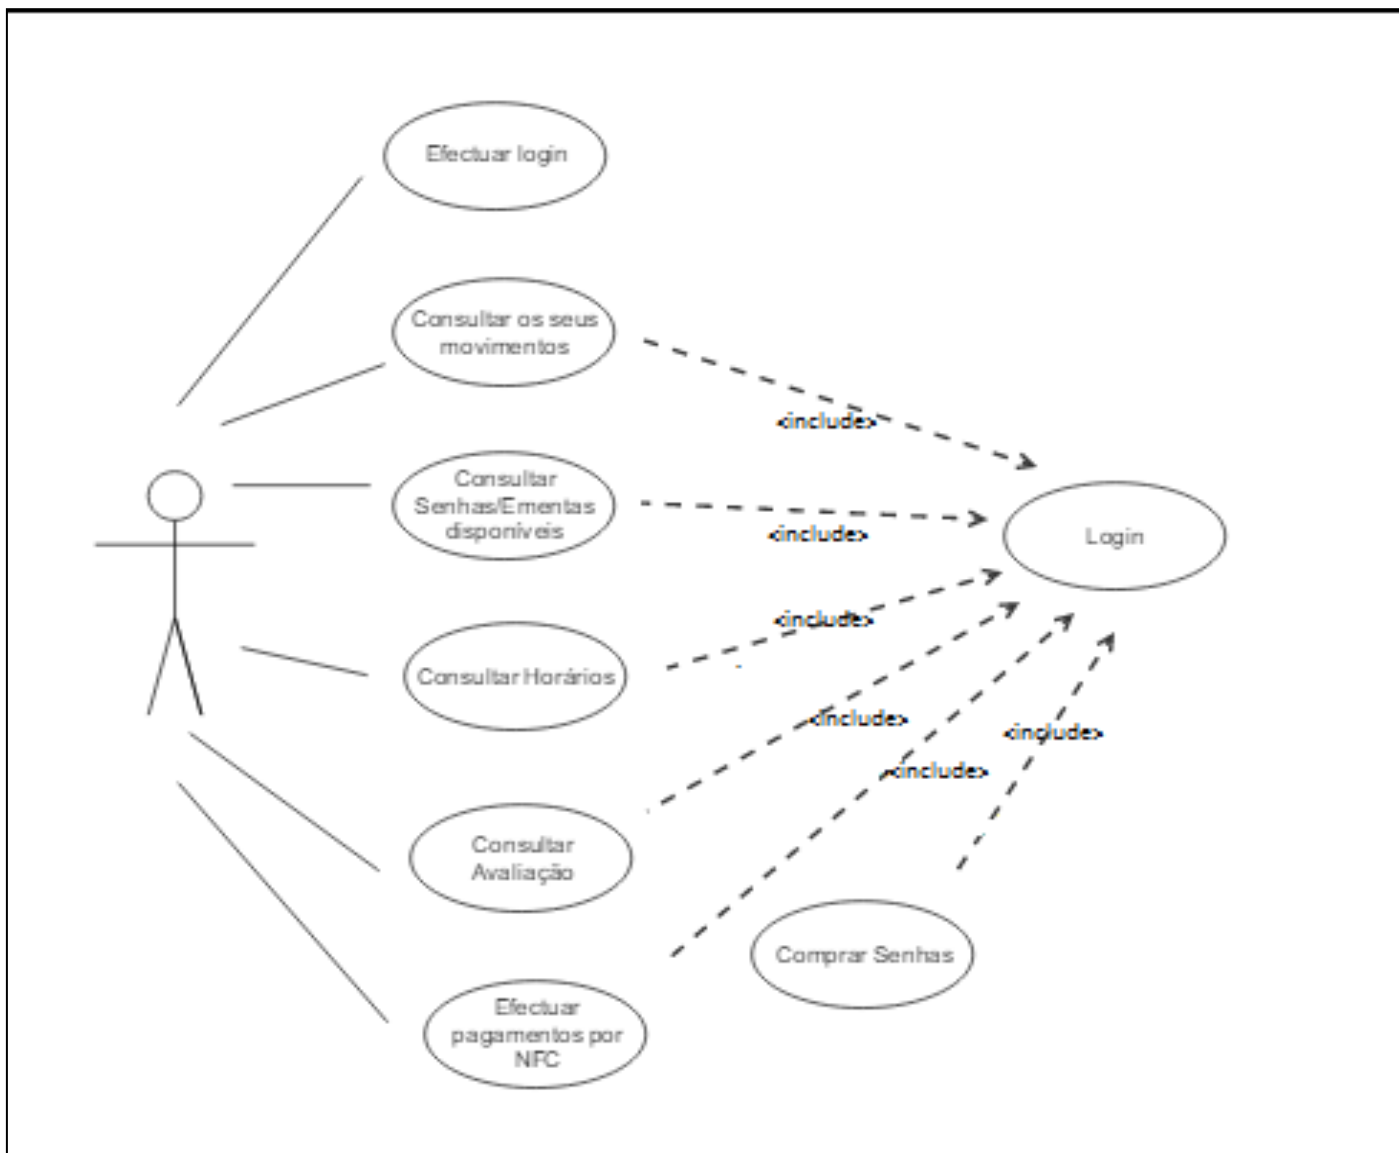 Efectuar login
Consultar os seus
movimentos
<include>
Consultar
Senhas/Ementas
disponíveis
<include>
Login
<include>
Consultar Horários
<include>
<include>
<include>
Consultar
Avaliação
Comprar Senhas
Efectuar
pagamentos por
NFC